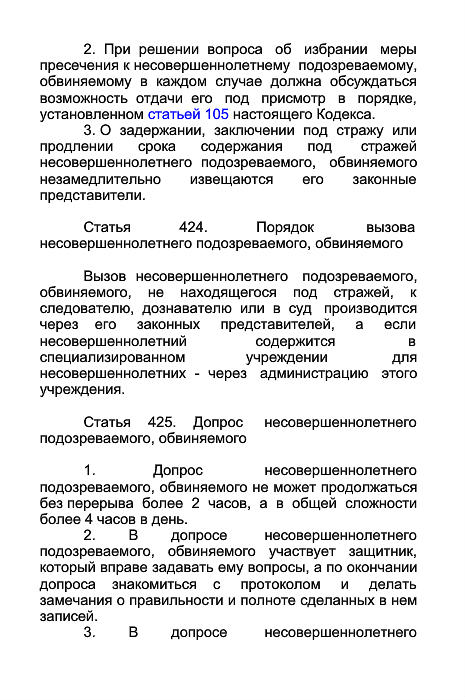 2. При решении вопроса об избрании меры
пресечения к несовершеннолетнему подозреваемому,
обвиняемому в каждом случае должна обсуждаться
возможность отдачи его под присмотр в порядке,
установленном статьей 105 настоящего Кодекса.
3. О задержании, заключении под стражу или
продлении срока содержания под стражей
несовершеннолетнего подозреваемого, обвиняемого
незамедлительно извещаются его законные
представители.
Статья 424. Порядок вызова
несовершеннолетнего подозреваемого, обвиняемого
Вызов несовершеннолетнего подозреваемого,
обвиняемого, не находящегося под стражей, к
следователю, дознавателю или в суд производится
через его законных представителей, а если
несовершеннолетний содержится в
специализированном учреждении для
несовершеннолетних - через администрацию этого
учреждения.
Статья 425. Допрос несовершеннолетнего
подозреваемого, обвиняемого
1. Допрос несовершеннолетнего
подозреваемого, обвиняемого не может продолжаться
без перерыва более 2 часов, а в общей сложности
более 4 часов в день.
2. В допросе несовершеннолетнего
подозреваемого, обвиняемого участвует защитник,
который вправе задавать ему вопросы, а по окончании
допроса знакомиться с протоколом и делать
замечания о правильности и полноте сделанных в нем
записей.
3. В допросе несовершеннолетнего